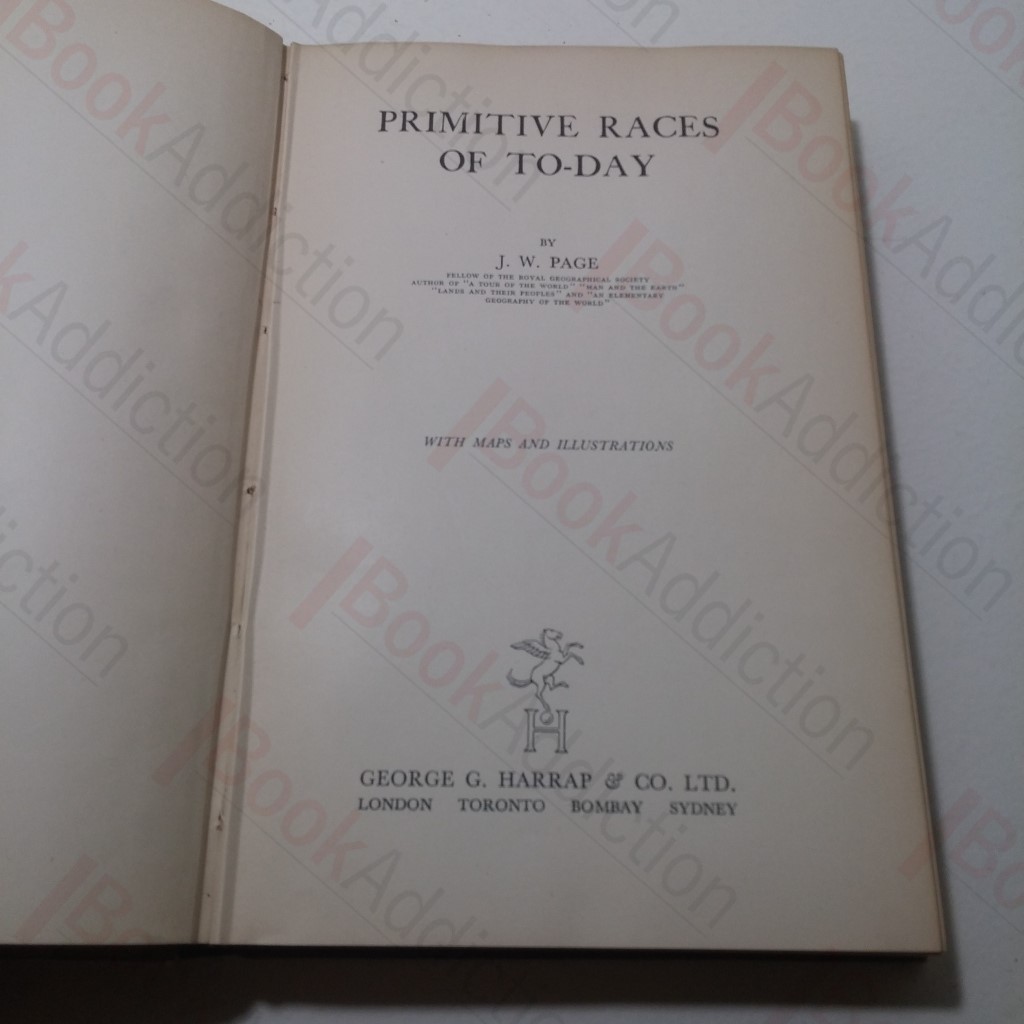 PRIMITIVE RACES
OF TO-DAY
BY
J. W. PAGE
FELLOW OF THE ROYAL GEOGRAPHICAL SOCIETY
AUTHOR OF "A TOUR OF THE WORLD" "MAN AND THE EARTH"
"LANDS AND THEIR PEOPLES" AND "AN ELEMENTARY
GEOGRAPHY OF THE WORLD"
WITH MAPS AND ILLUSTRATIONS
H
GEORGE G. HARRAP & CO. LTD.
LONDON TORONTO BOMBAY SYDNEY
BookAddiction